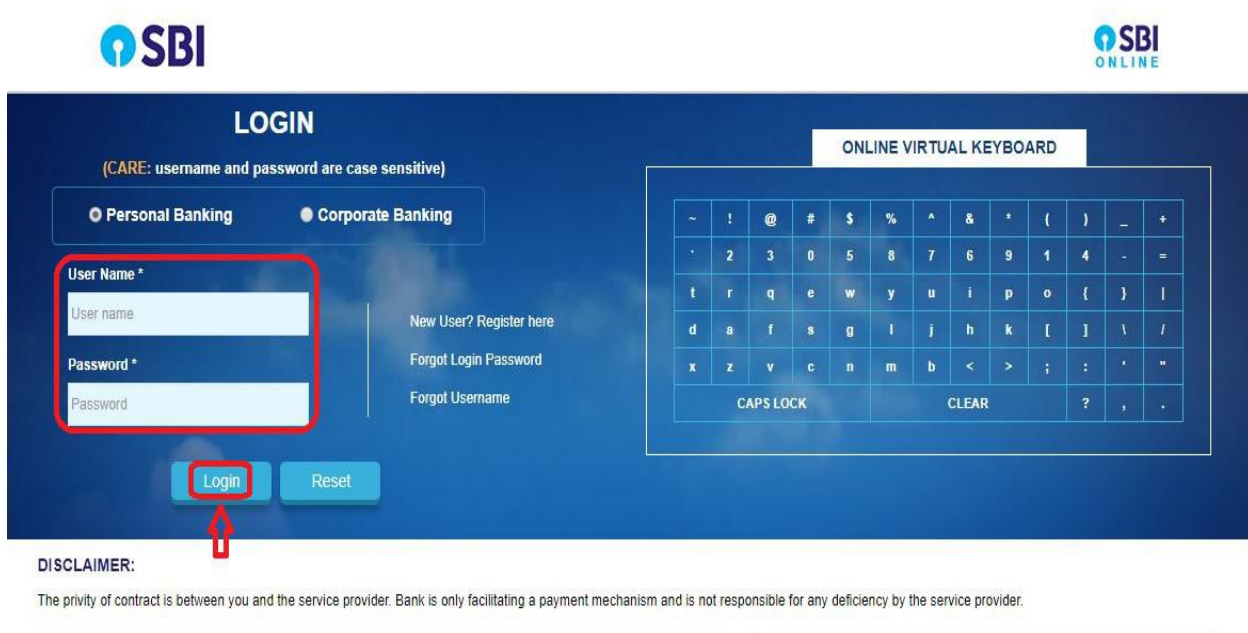 SBI
SBI
ONLINE
LOGIN
(CARE: username and password are case sensitive)
Personal Banking Corporate Banking
User Name *
User name
Password *
Password
New User? Register here
Forgot Login Password
Forgot Username
Login Reset
ONLINE VIRTUAL KEYBOARD
~ ! @ # $ % ^ & * ( ) _ +
` 2 3 0 5 8 7 6 9 1 4 - =
t r q e w y u i p o { } |
d a f s g l j h k [ ] \ /
x z v c n m b < > ; : ' "
CAPS LOCK CLEAR ? , .
DISCLAIMER:
The privity of contract is between you and the service provider. Bank is only facilitating a payment mechanism and is not responsible for any deficiency by the service provider.